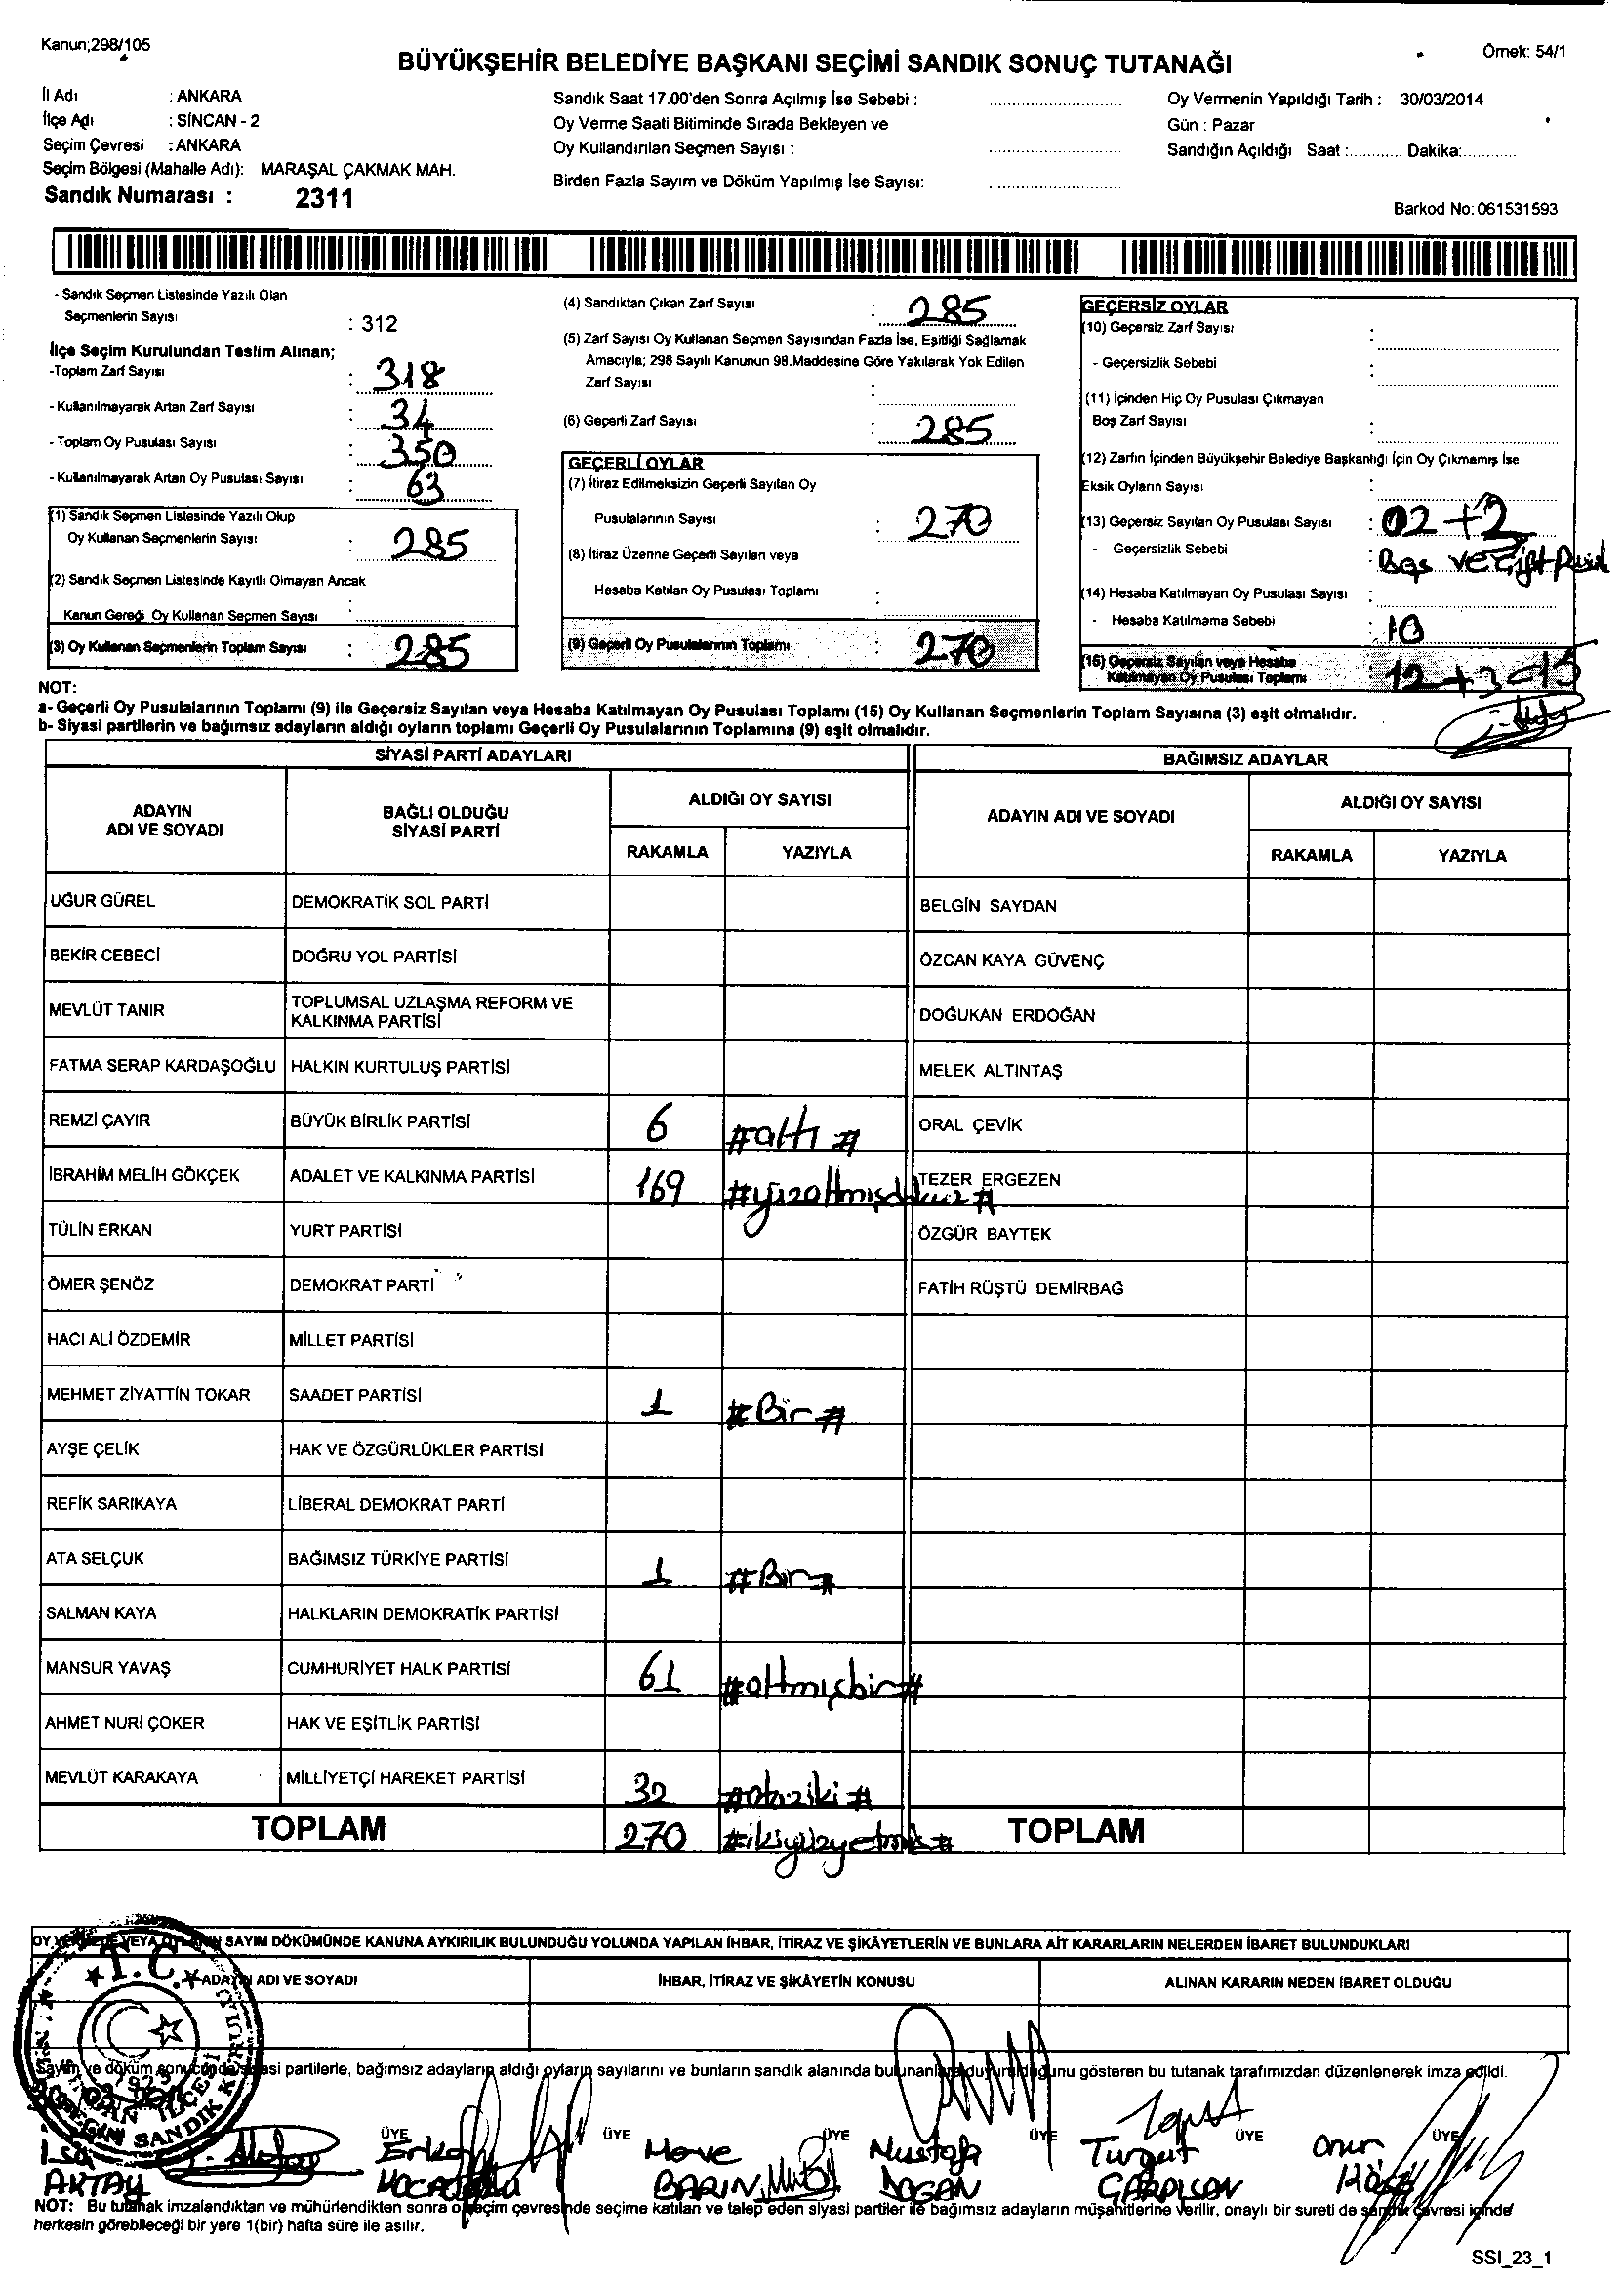 Kanun;298/105
Örnek: 54/1
BÜYÜKŞEHİR BELEDİYE BAŞKANI SEÇİMİ SANDIK SONUÇ TUTANAĞI
İl Adı : ANKARA
İlçe Adı : SİNCAN - 2
Seçim Çevresi : ANKARA
Seçim Bölgesi (Mahalle Adı): MARAŞAL ÇAKMAK MAH.
Sandık Numarası : 2311
Sandık Saat 17.00'den Sonra Açılmış İse Sebebi :
Oy Verme Saati Bitiminde Sırada Bekleyen ve
Oy Kullandırılan Seçmen Sayısı :
Birden Fazla Sayım ve Döküm Yapılmış İse Sayısı:
Oy Vermenin Yapıldığı Tarih : 30/03/2014
Gün : Pazar
Sandığın Açıldığı Saat :............ Dakika:............
Barkod No: 061531593
- Sandık Seçmen Listesinde Yazılı Olan
Seçmenlerin Sayısı : 312
İlçe Seçim Kurulundan Teslim Alınan;
-Toplam Zarf Sayısı : 318
- Kullanılmayarak Artan Zarf Sayısı : 34
- Toplam Oy Pusulası Sayısı : 350
- Kullanılmayarak Artan Oy Pusulası Sayısı : 63
(1) Sandık Seçmen Listesinde Yazılı Olup
Oy Kullanan Seçmenlerin Sayısı : 285
(2) Sandık Seçmen Listesinde Kayıtlı Olmayan Ancak
Kanun Gereği Oy Kullanan Seçmen Sayısı :
(3) Oy Kullanan Seçmenlerin Toplam Sayısı : 285
(4) Sandıktan Çıkan Zarf Sayısı : 285
(5) Zarf Sayısı Oy Kullanan Seçmen Sayısından Fazla İse, Eşitliği Sağlamak
Amacıyla; 298 Sayılı Kanunun 98.Maddesine Göre Yakılarak Yok Edilen
Zarf Sayısı :
(6) Geçerli Zarf Sayısı : 285
GEÇERLİ OYLAR
(7) İtiraz Edilmeksizin Geçerli Sayılan Oy
Pusulalarının Sayısı : 270
(8) İtiraz Üzerine Geçerli Sayılan veya
Hesaba Katılan Oy Pusulası Toplamı :
(9) Geçerli Oy Pusulalarının Toplamı : 270
GEÇERSİZ OYLAR
(10) Geçersiz Zarf Sayısı :
- Geçersizlik Sebebi :
(11) İçinden Hiç Oy Pusulası Çıkmayan
Boş Zarf Sayısı :
(12) Zarfın İçinden Büyükşehir Belediye Başkanlığı İçin Oy Çıkmamış İse
Eksik Oyların Sayısı :
(13) Geçersiz Sayılan Oy Pusulası Sayısı : 02+2
- Geçersizlik Sebebi : Boş ve Çift
(14) Hesaba Katılmayan Oy Pusulası Sayısı :
- Hesaba Katılmama Sebebi : 10
(15) Geçersiz Sayılan veya Hesaba
Katılmayan Oy Pusulası Toplamı 12+3=15
NOT:
a- Geçerli Oy Pusulalarının Toplamı (9) ile Geçersiz Sayılan veya Hesaba Katılmayan Oy Pusulası Toplamı (15) Oy Kullanan Seçmenlerin Toplam Sayısına (3) eşit olmalıdır.
b- Siyasi partilerin ve bağımsız adayların aldığı oyların toplamı Geçerli Oy Pusulalarının Toplamına (9) eşit olmalıdır.
SİYASİ PARTİ ADAYLARI
BAĞIMSIZ ADAYLAR
ADAYIN
ADI VE SOYADI
BAĞLI OLDUĞU
SİYASİ PARTİ
ALDIĞI OY SAYISI
RAKAMLA YAZIYLA
ADAYIN ADI VE SOYADI
ALDIĞI OY SAYISI
RAKAMLA YAZIYLA
UĞUR GÜREL DEMOKRATİK SOL PARTİ BELGİN SAYDAN
BEKİR CEBECİ DOĞRU YOL PARTİSİ ÖZCAN KAYA GÜVENÇ
MEVLÜT TANIR TOPLUMSAL UZLAŞMA REFORM VE
KALKINMA PARTİSİ DOĞUKAN ERDOĞAN
FATMA SERAP KARDAŞOĞLU HALKIN KURTULUŞ PARTİSİ MELEK ALTINTAŞ
REMZİ ÇAYIR BÜYÜK BİRLİK PARTİSİ 6 #altı# ORAL ÇEVİK
İBRAHİM MELİH GÖKÇEK ADALET VE KALKINMA PARTİSİ 169 #yüzaltmışdokuz# TEZER ERGEZEN
TÜLİN ERKAN YURT PARTİSİ ÖZGÜR BAYTEK
ÖMER ŞENÖZ DEMOKRAT PARTİ FATİH RÜŞTÜ DEMİRBAĞ
HACI ALİ ÖZDEMİR MİLLET PARTİSİ
MEHMET ZİYATTİN TOKAR SAADET PARTİSİ 1 #Bir#
AYŞE ÇELİK HAK VE ÖZGÜRLÜKLER PARTİSİ
REFİK SARIKAYA LİBERAL DEMOKRAT PARTİ
ATA SELÇUK BAĞIMSIZ TÜRKİYE PARTİSİ 1 #Bir#
SALMAN KAYA HALKLARIN DEMOKRATİK PARTİSİ
MANSUR YAVAŞ CUMHURİYET HALK PARTİSİ 61 #altmışbir#
AHMET NURİ ÇOKER HAK VE EŞİTLİK PARTİSİ
MEVLÜT KARAKAYA MİLLİYETÇİ HAREKET PARTİSİ 32 #otuziki#
TOPLAM 270 #ikiyüzyetmiş# TOPLAM
SAYIM DÖKÜMÜNDE KANUNA AYKIRILIK BULUNDUĞU YOLUNDA YAPILAN İHBAR, İTİRAZ VE ŞİKÂYETLERİN VE BUNLARA AİT KARARLARIN NELERDEN İBARET BULUNDUKLARI
T.C.
ADAYIN ADI VE SOYADI İHBAR, İTİRAZ VE ŞİKÂYETİN KONUSU ALINAN KARARIN NEDEN İBARET OLDUĞU
Sayım ve döküm sonucunda siyasi partilerle, bağımsız adayların aldığı oyların sayılarını ve bunların sandık alanında bulunanlara duyurulduğunu gösteren bu tutanak tarafımızdan düzenlenerek imza edildi.
ÜYE ÜYE ÜYE ÜYE ÜYE ÜYE
İsa Merve Mustafa Turgut Onur
AKTAY BARIN DOĞAN
NOT: Bu tutanak imzalandıktan ve mühürlendikten sonra o seçim çevresinde seçime katılan ve talep eden siyasi partiler ile bağımsız adayların müşahitlerine verilir, onaylı bir sureti de sandık çevresi içinde
herkesin görebileceği bir yere 1(bir) hafta süre ile asılır.
SSI_23_1